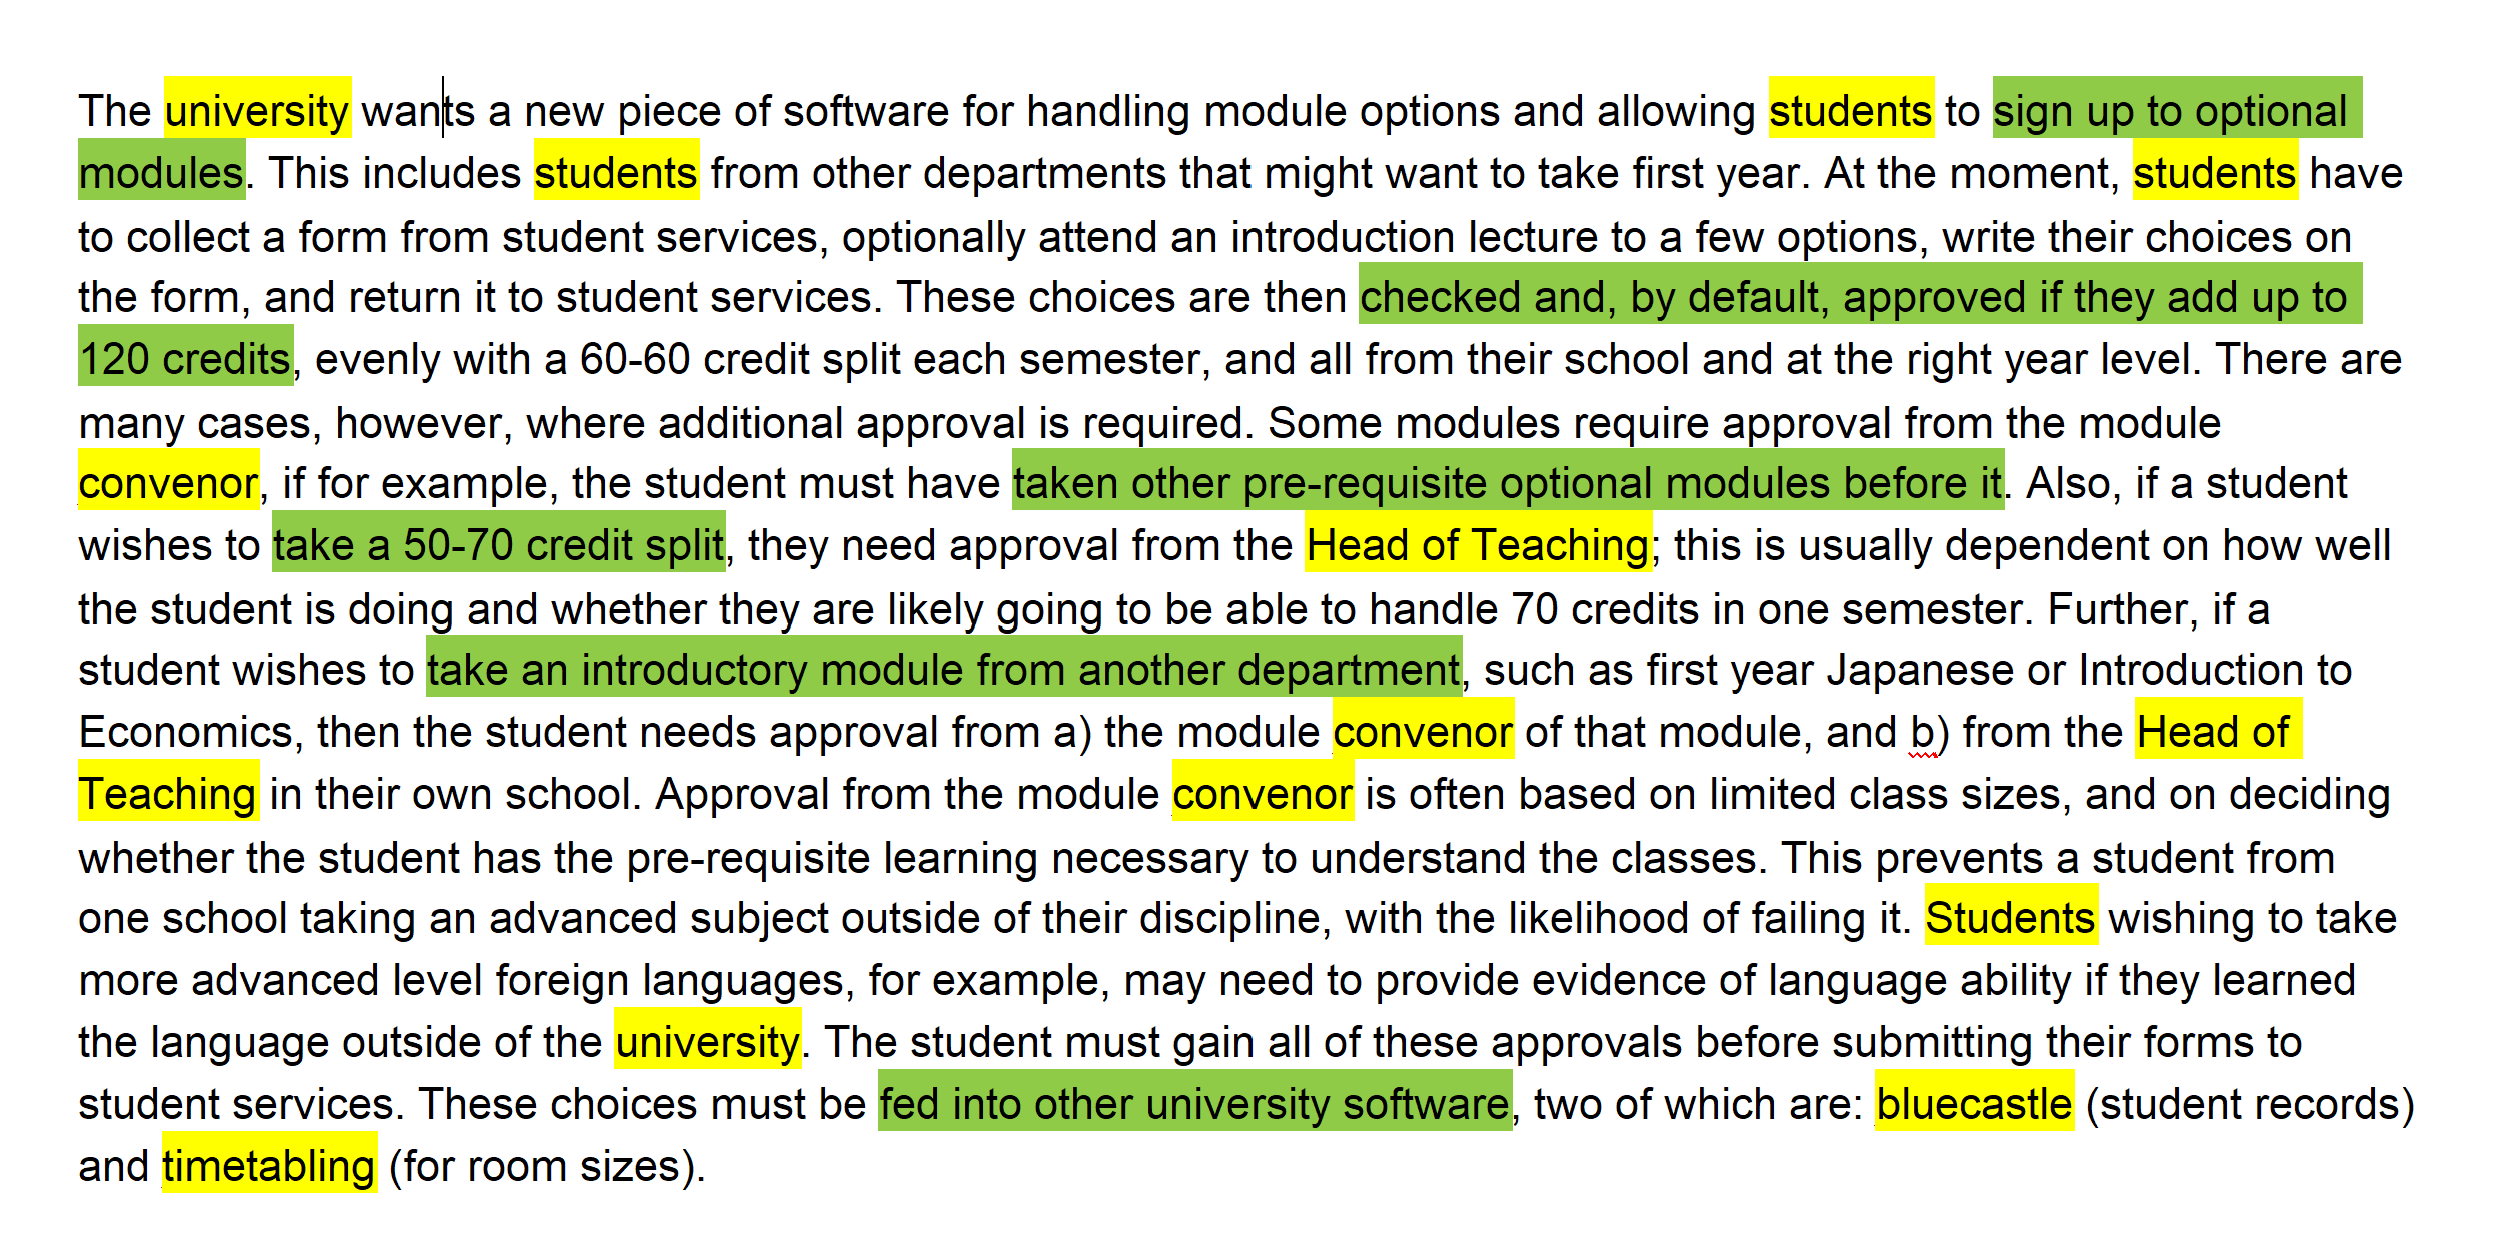 The university wants a new piece of software for handling module options and allowing students to sign up to optional
modules. This includes students from other departments that might want to take first year. At the moment, students have
to collect a form from student services, optionally attend an introduction lecture to a few options, write their choices on
the form, and return it to student services. These choices are then checked and, by default, approved if they add up to
120 credits, evenly with a 60-60 credit split each semester, and all from their school and at the right year level. There are
many cases, however, where additional approval is required. Some modules require approval from the module
convenor, if for example, the student must have taken other pre-requisite optional modules before it. Also, if a student
wishes to take a 50-70 credit split, they need approval from the Head of Teaching; this is usually dependent on how well
the student is doing and whether they are likely going to be able to handle 70 credits in one semester. Further, if a
student wishes to take an introductory module from another department, such as first year Japanese or Introduction to
Economics, then the student needs approval from a) the module convenor of that module, and b) from the Head of
Teaching in their own school. Approval from the module convenor is often based on limited class sizes, and on deciding
whether the student has the pre-requisite learning necessary to understand the classes. This prevents a student from
one school taking an advanced subject outside of their discipline, with the likelihood of failing it. Students wishing to take
more advanced level foreign languages, for example, may need to provide evidence of language ability if they learned
the language outside of the university. The student must gain all of these approvals before submitting their forms to
student services. These choices must be fed into other university software, two of which are: bluecastle (student records)
and timetabling (for room sizes).